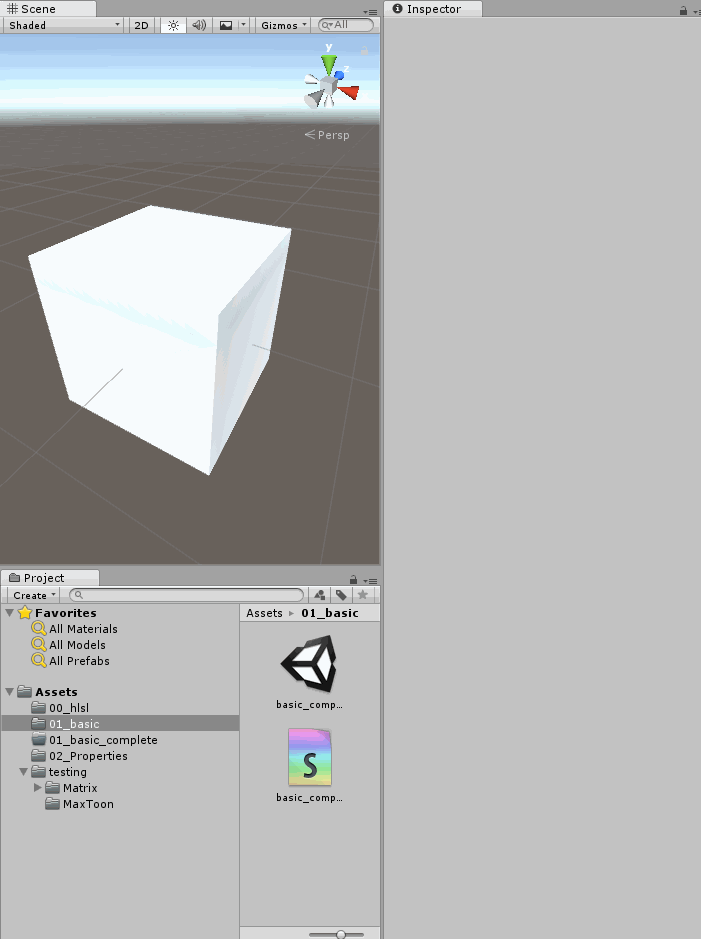 Scene
Inspector
Shaded
2D
Gizmos
All
y
z
Persp
Project
Create
Favorites
All Materials
All Models
All Prefabs
Assets
00_hlsl
01_basic
01_basic_complete
02_Properties
testing
Matrix
MaxToon
Assets ▸ 01_basic
basic_comp...
S
basic_comp...